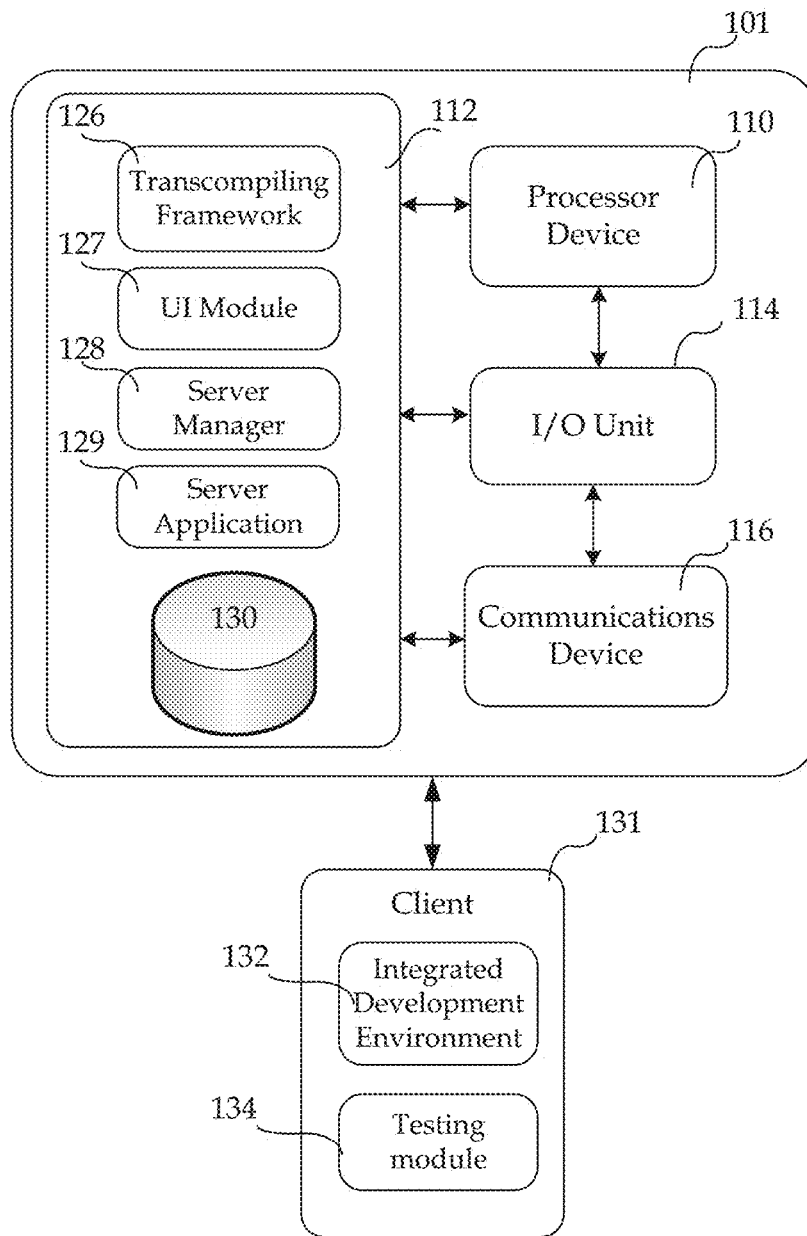 101
126
112
110
Transcompiling
Framework
Processor
Device
127
UI Module
114
128
Server
Manager
I/O Unit
129
Server
Application
116
130
Communications
Device
131
Client
132
Integrated
Development
Environment
134
Testing
module